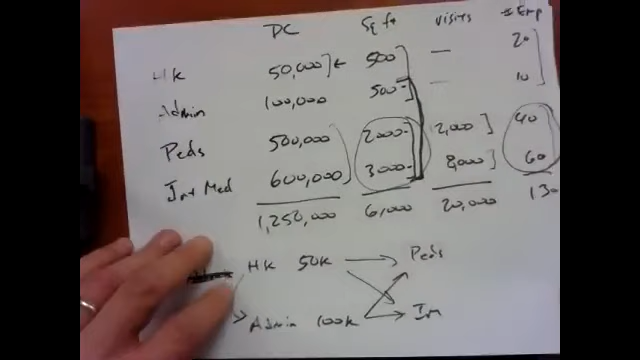 DC Sq ft Visits # Emp
HK 50,000 500 — 20
Admin 100,000 500 — 10
Peds 500,000 2000 12,000 40
Int Med 600,000 3000 8,000 60
1,250,000 6,000 20,000 130
HK 50K Peds
Admin 100K Im